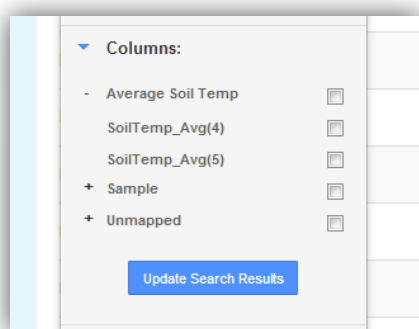 Columns:
- Average Soil Temp
SoilTemp_Avg(4)
SoilTemp_Avg(5)
+ Sample
+ Unmapped
Update Search Results